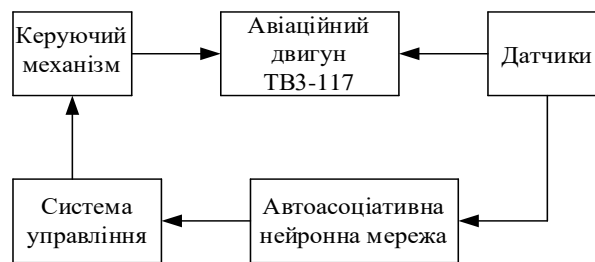 Керуючий
механізм
Авіаційний
двигун
ТВ3-117
Датчики
Система
управління
Автоасоціативна
нейронна мережа